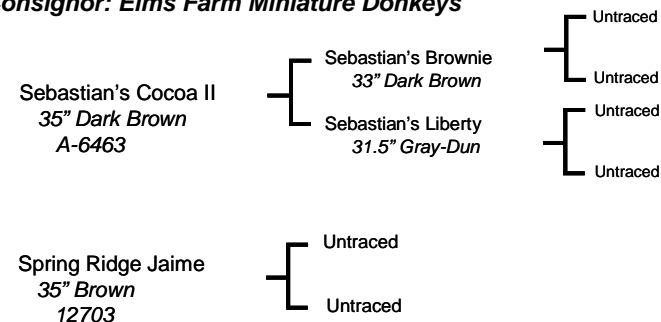 onsignor: Elms Farm Miniature Donkeys
Untraced
Sebastian's Brownie
33" Dark Brown
Untraced
Sebastian's Cocoa II
35" Dark Brown
A-6463
Untraced
Sebastian's Liberty
31.5" Gray-Dun
Untraced
Untraced
Spring Ridge Jaime
35" Brown
12703
Untraced